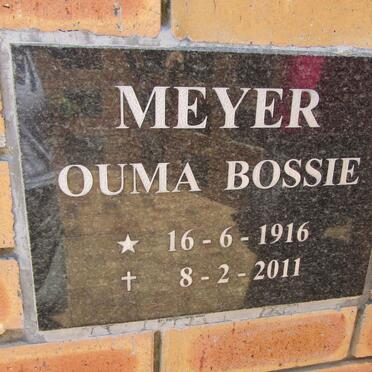 MEYER
OUMA BOSSIE
★ 16 - 6 - 1916
✝ 8 - 2 - 2011